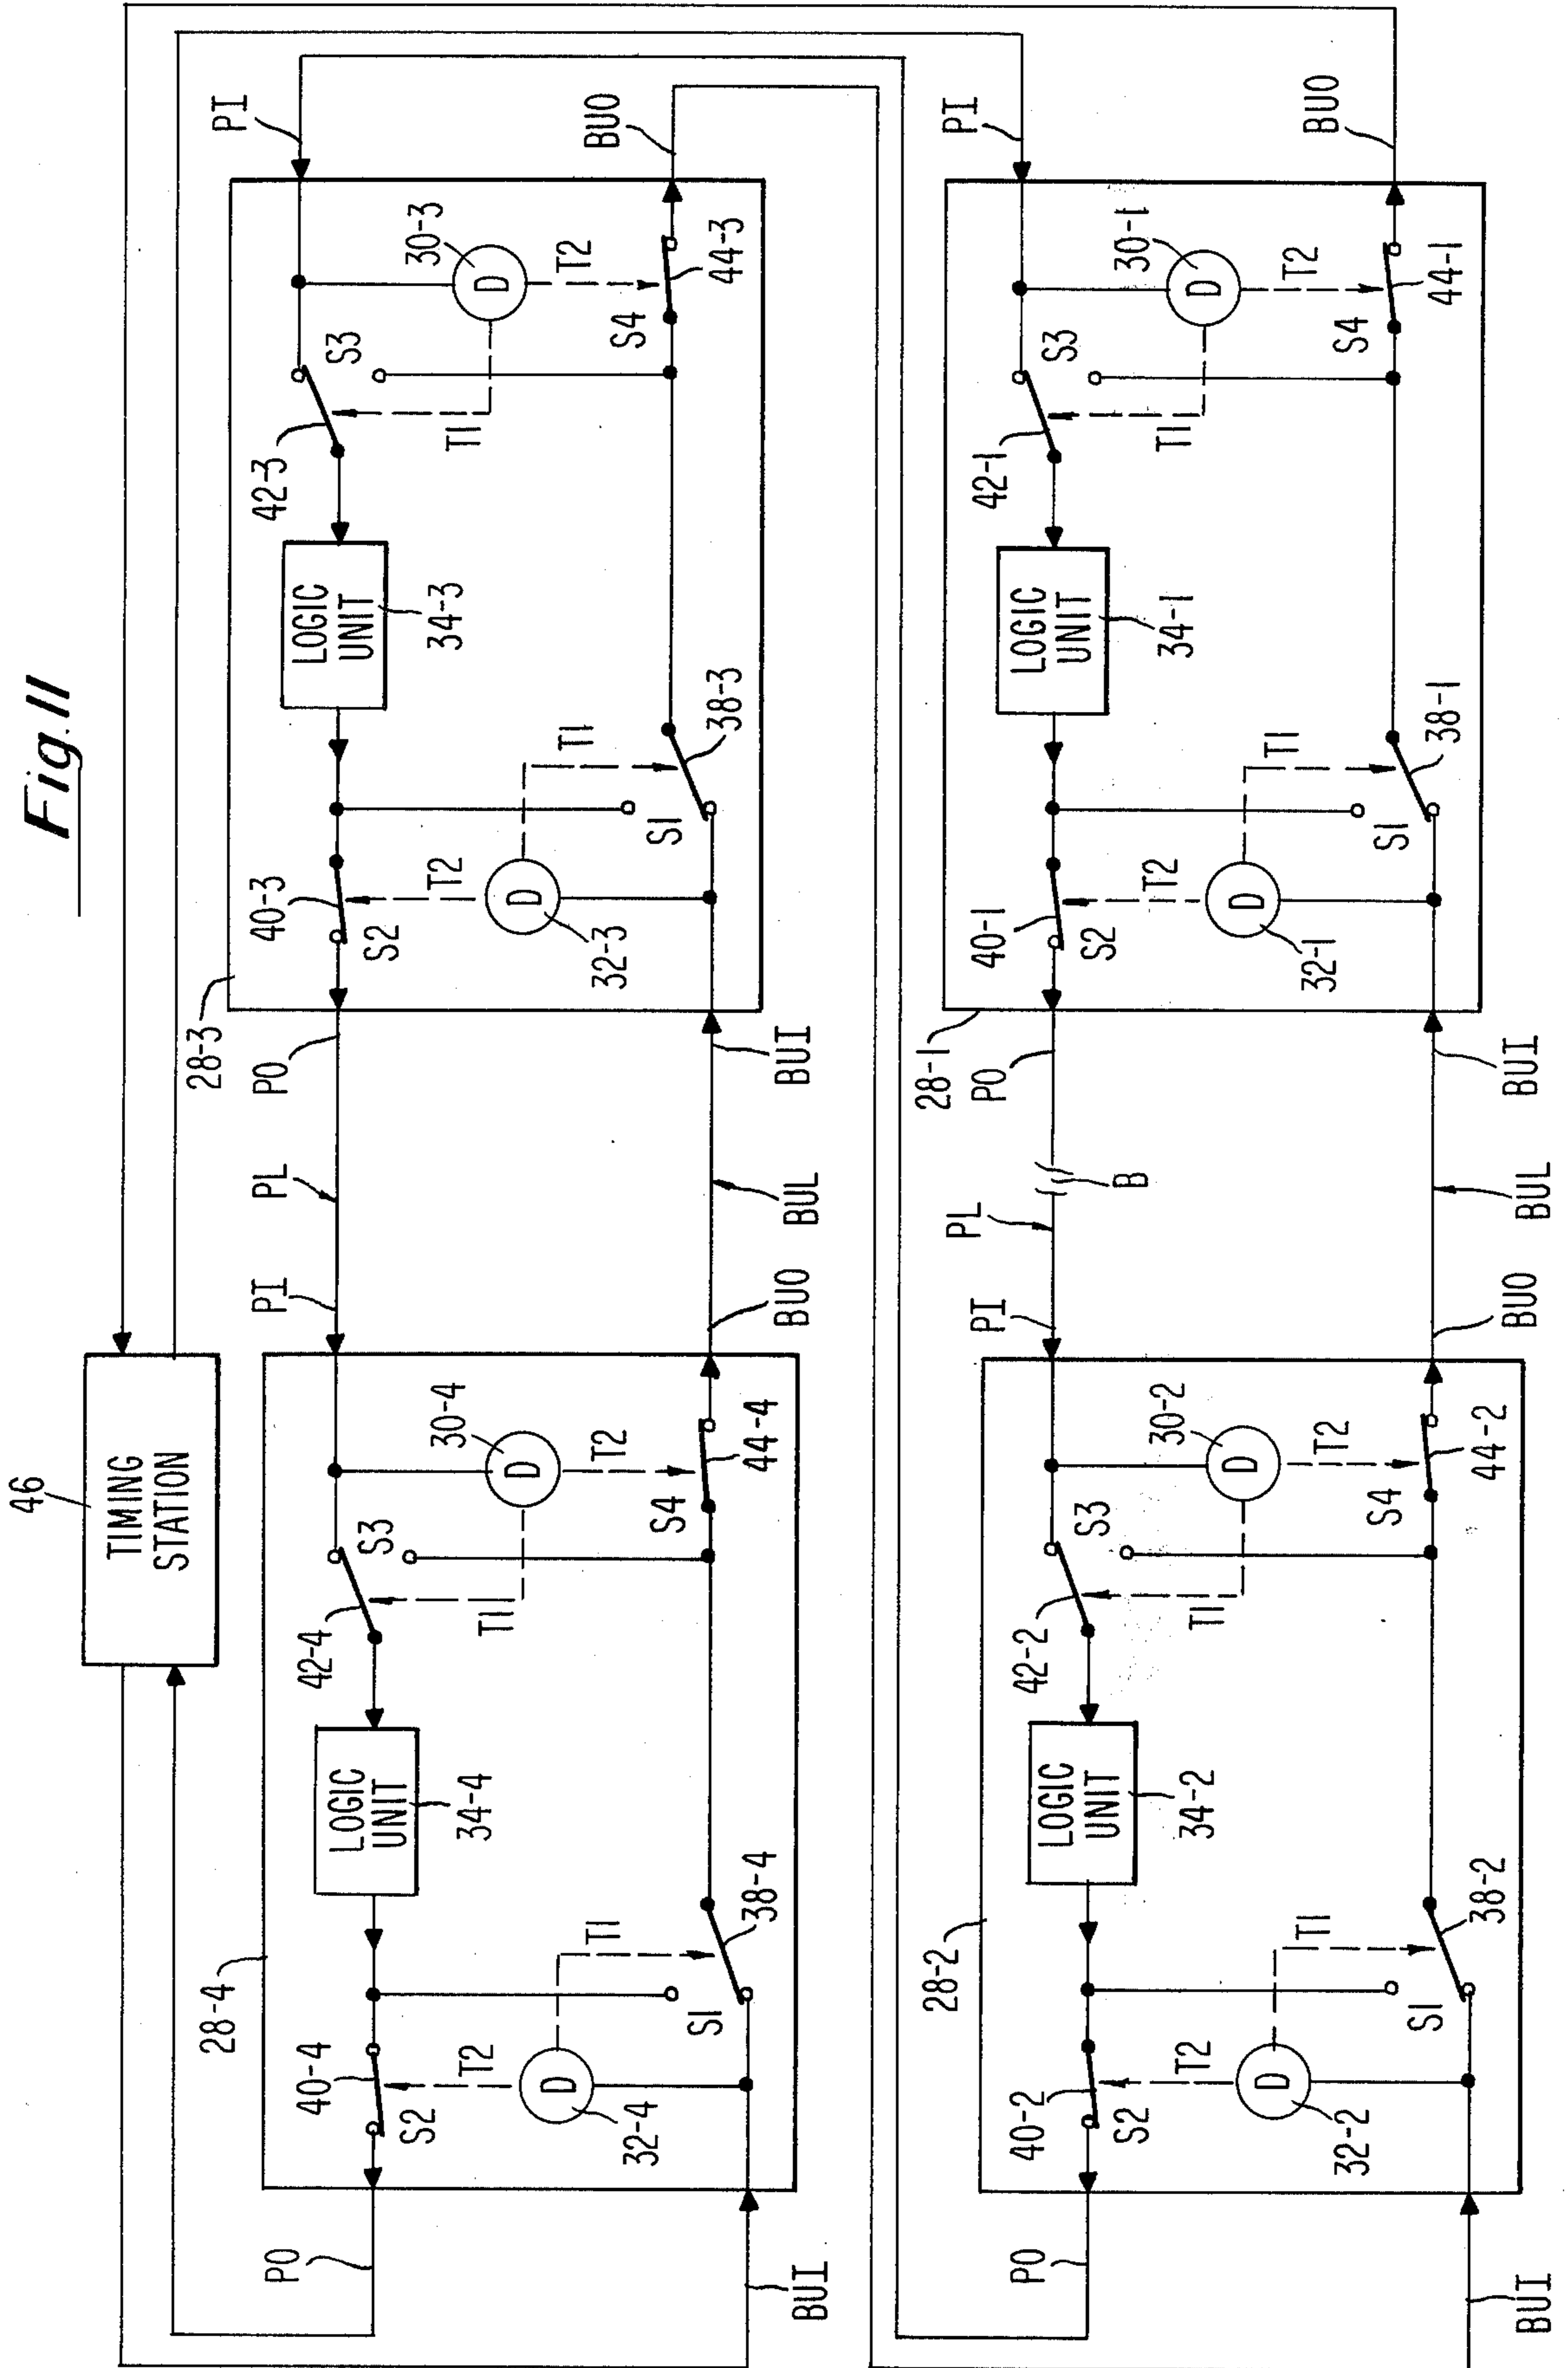 Fig.11
46
TIMING
STATION
28-4
PO
40-4
S2
T2
D
32-4
BUI
S1
T1
38-4
LOGIC
UNIT
34-4
42-4
T1
S3
30-4
D
T2
S4
44-4
PI
BUO
PL
BUL
28-3
PO
BUI
40-3
S2
T2
D
32-3
S1
T1
38-3
LOGIC
UNIT
34-3
42-3
T1
S3
30-3
D
T2
S4
44-3
PI
BUO
28-2
PO
40-2
S2
T2
D
32-2
BUI
S1
T1
38-2
LOGIC
UNIT
34-2
42-2
T1
S3
30-2
D
T2
S4
44-2
PI
BUO
PL
B
BUL
28-1
PO
BUI
40-1
S2
T2
D
32-1
S1
T1
38-1
LOGIC
UNIT
34-1
42-1
T1
S3
30-1
D
T2
S4
44-1
PI
BUO